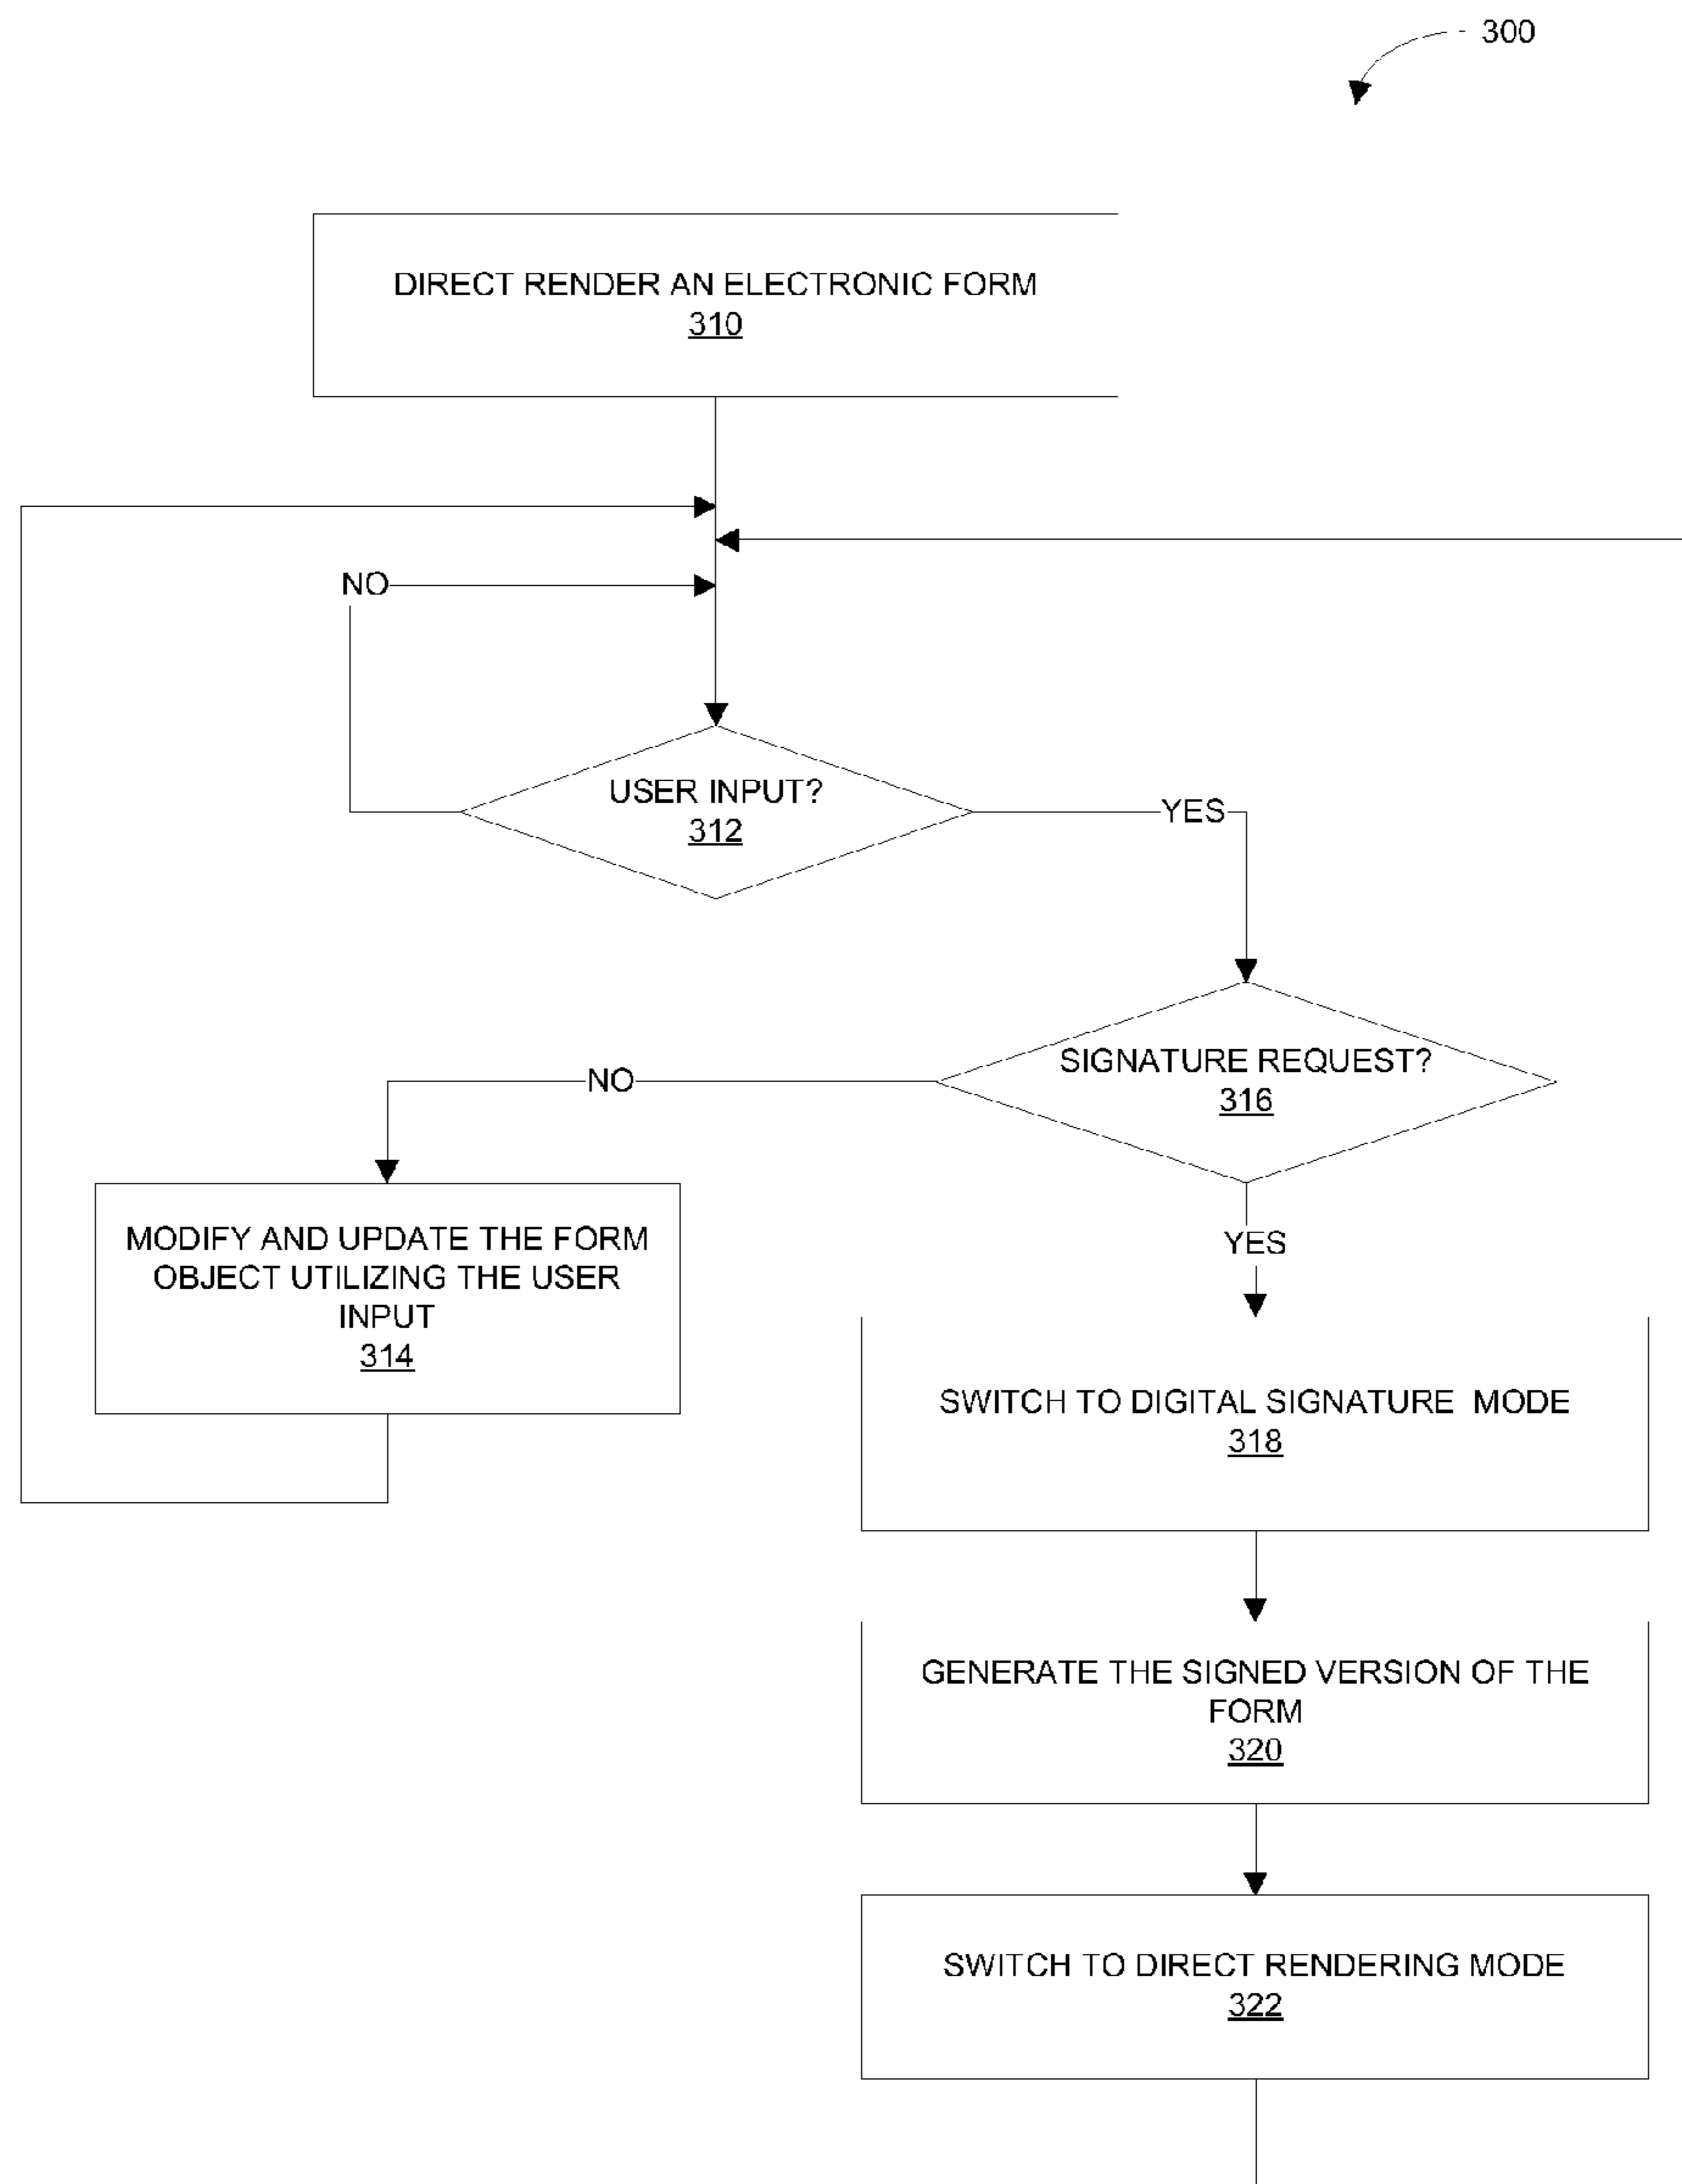 300
DIRECT RENDER AN ELECTRONIC FORM
310
NO
USER INPUT?
312
YES
SIGNATURE REQUEST?
316
NO
YES
MODIFY AND UPDATE THE FORM
OBJECT UTILIZING THE USER
INPUT
314
SWITCH TO DIGITAL SIGNATURE MODE
318
GENERATE THE SIGNED VERSION OF THE
FORM
320
SWITCH TO DIRECT RENDERING MODE
322